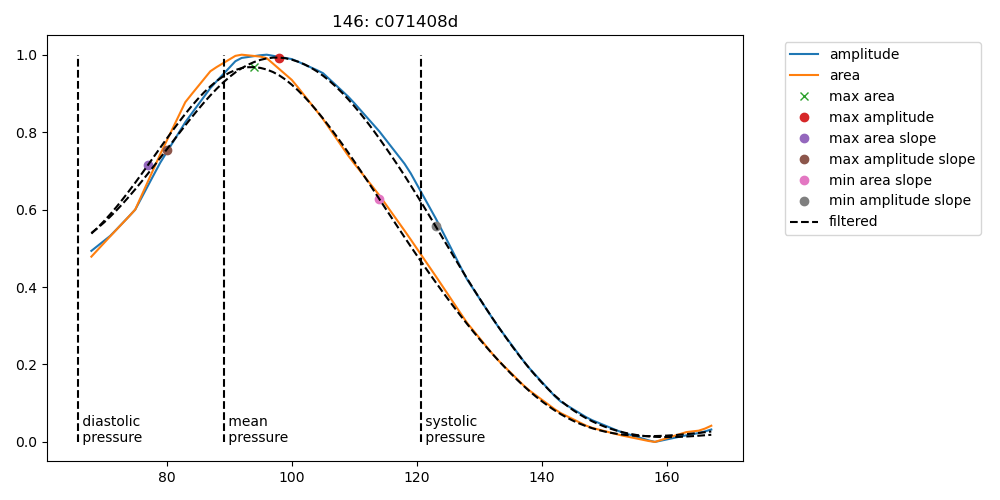 146: c071408d
amplitude
area
max area
max amplitude
max area slope
max amplitude slope
min area slope
min amplitude slope
filtered
1.0
0.8
0.6
0.4
0.2
0.0
diastolic
pressure
mean
pressure
systolic
pressure
80
100
120
140
160